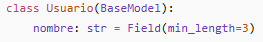 class Usuario(BaseModel):
    nombre: str = Field(min_length=3)